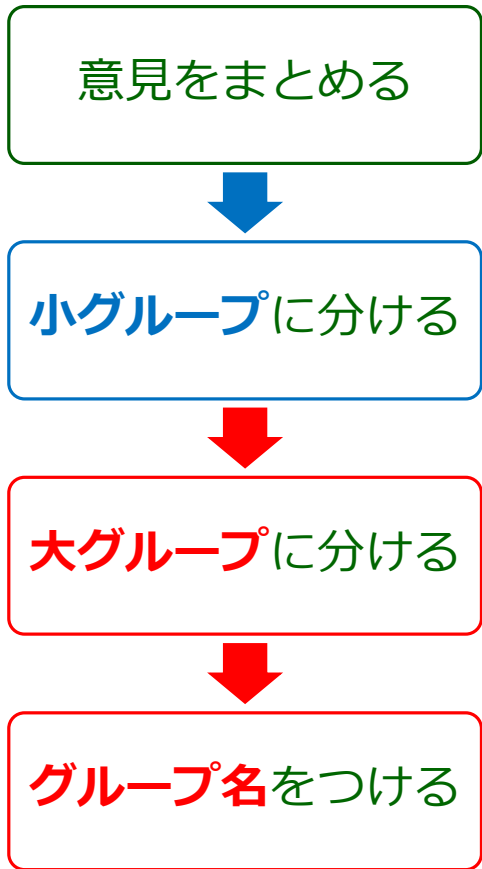 意見をまとめる
小グループに分ける
大グループに分ける
グループ名をつける